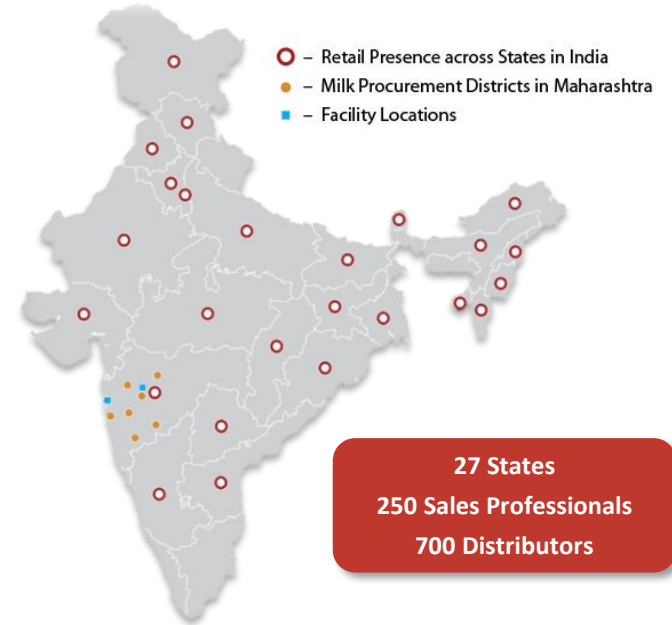 – Retail Presence across States in India
– Milk Procurement Districts in Maharashtra
– Facility Locations
27 States
250 Sales Professionals
700 Distributors